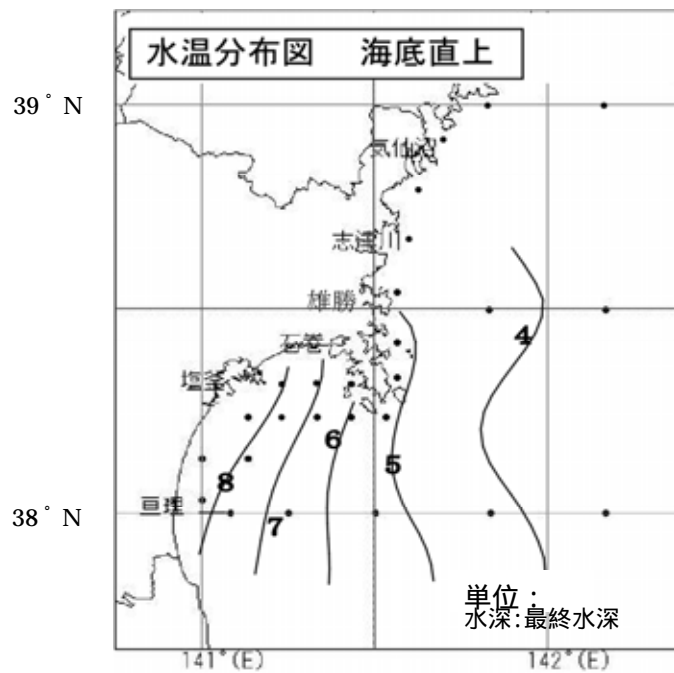 水温分布図 海底直上
39°N
気仙沼
志津川
雄勝
石巻
塩釜
4
6
5
8
7
亘理
38°N
単位：
水深:最終水深
141°(E)
142°(E)